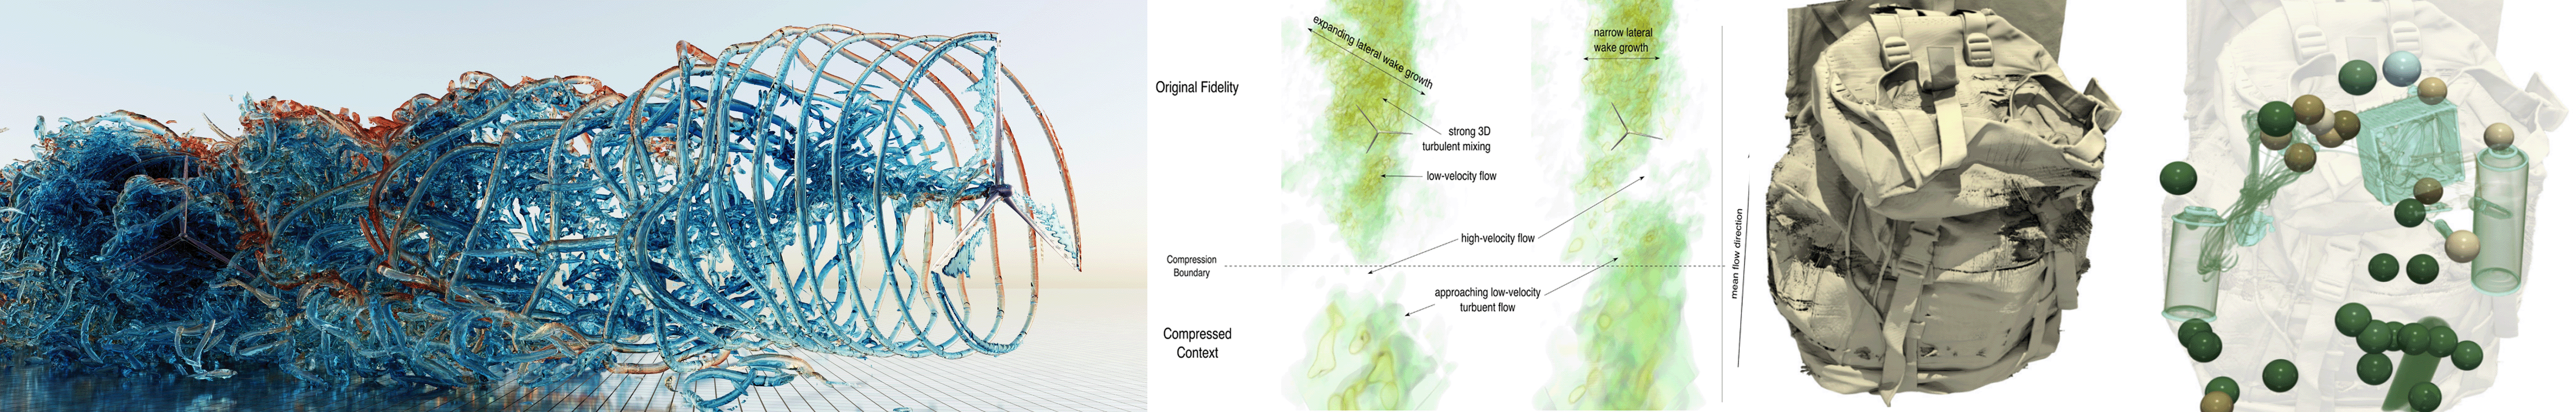 expanding lateral wake growth
narrow lateral
wake growth
Original Fidelity
strong 3D
turbulent mixing
low-velocity flow
high-velocity flow
Compression
Boundary
approaching low-velocity
turbuent flow
Compressed
Context
mean flow direction